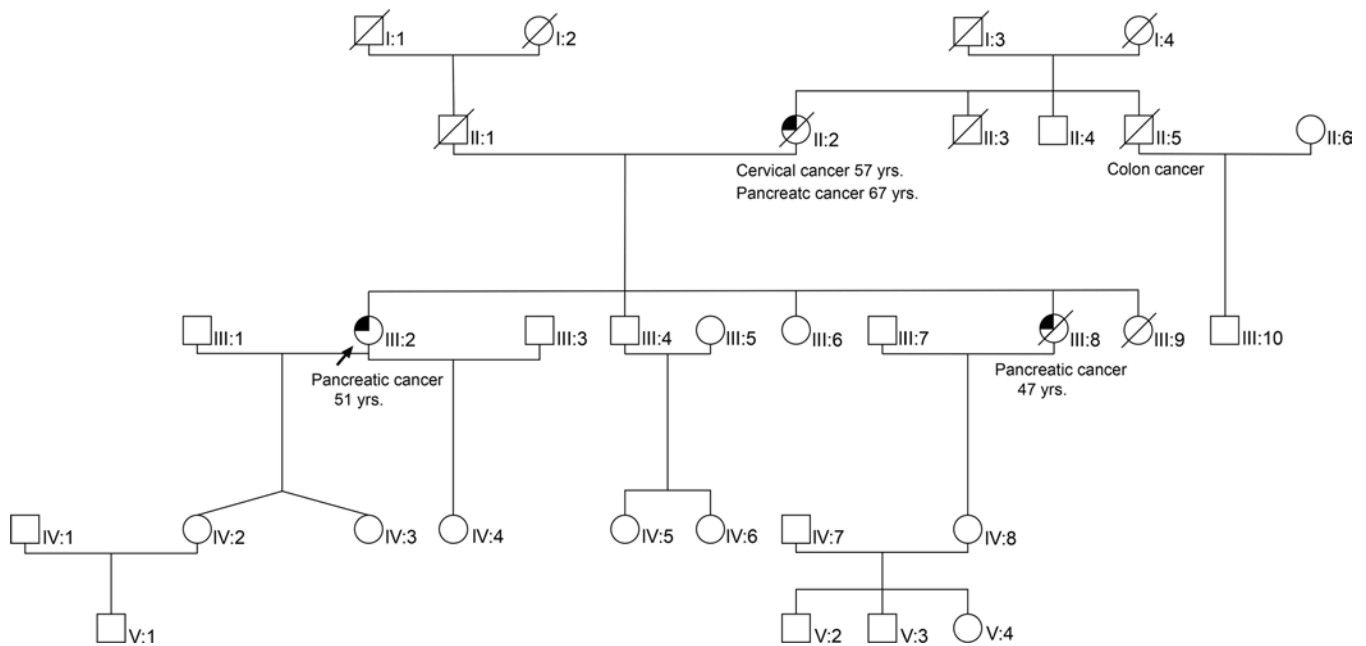 I:1
I:2
I:3
I:4
II:1
II:2
II:3
II:4
II:5
II:6
Cervical cancer 57 yrs.
Pancreatc cancer 67 yrs.
Colon cancer
III:1
III:2
III:3
III:4
III:5
III:6
III:7
III:8
III:9
III:10
Pancreatic cancer
51 yrs.
Pancreatic cancer
47 yrs.
IV:1
IV:2
IV:3
IV:4
IV:5
IV:6
IV:7
IV:8
V:1
V:2
V:3
V:4